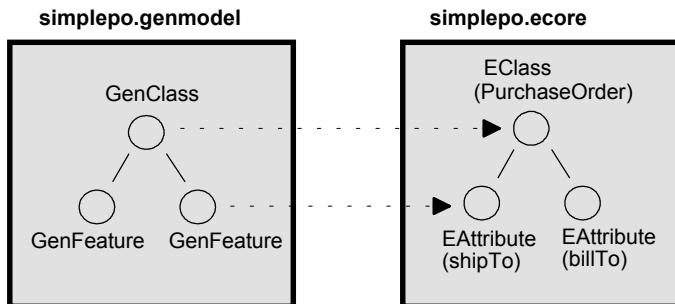 simplepo.genmodel
GenClass
GenFeature
GenFeature
simplepo.ecore
EClass
(PurchaseOrder)
EAttribute
(shipTo)
EAttribute
(billTo)